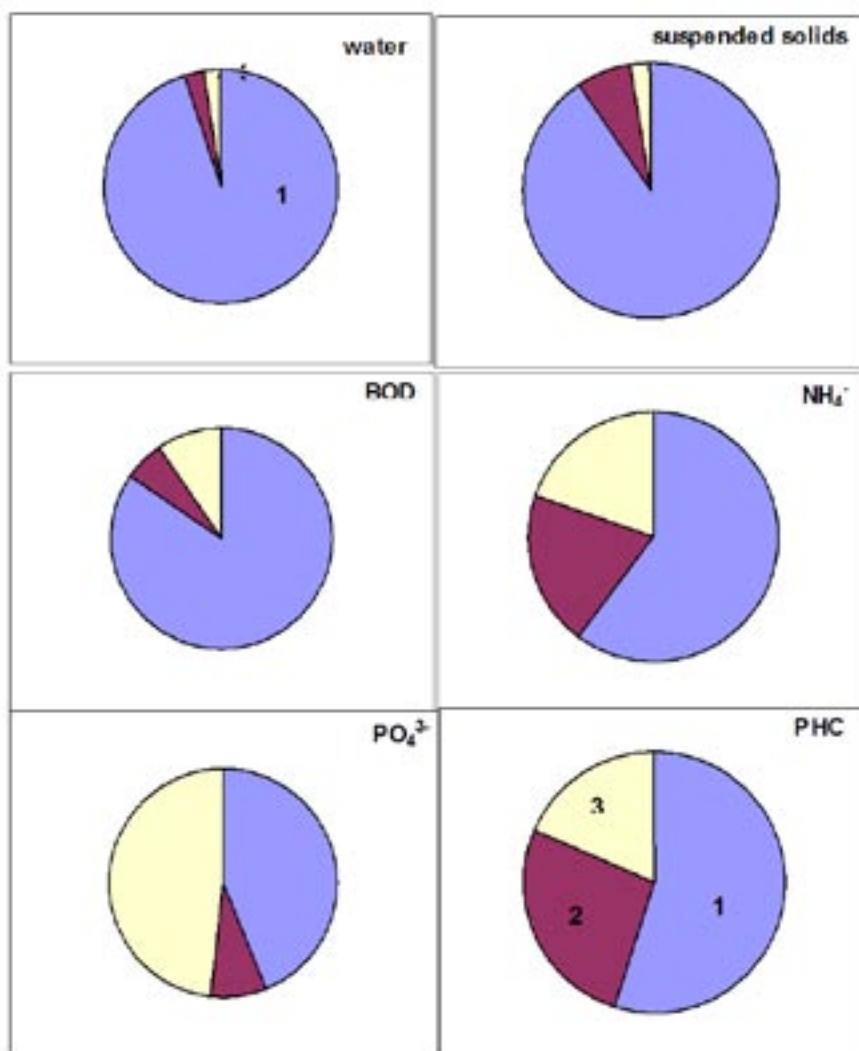 water
1
suspended solids
BOD
NH₄⁻
PO₄³⁻
PHC
3
2
1